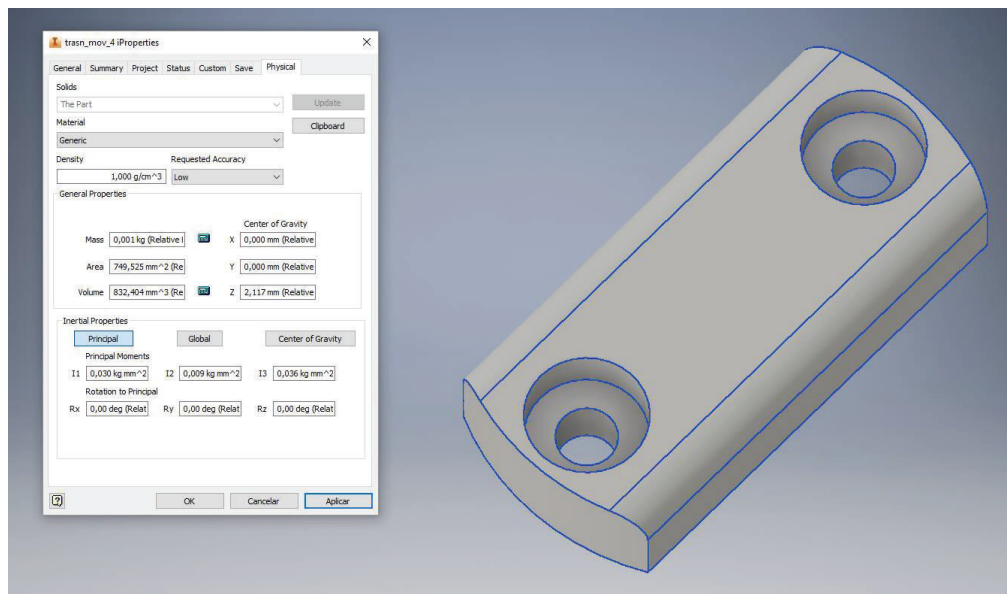 trasn_mov_4 iProperties
General Summary Project Status Custom Save Physical
Solids
The Part
Update
Material
Clipboard
Generic
Density Requested Accuracy
1,000 g/cm^3 Low
General Properties
Center of Gravity
Mass 0,001 kg (Relative X 0,000 mm (Relative
Area 749,525 mm^2 (Re Y 0,000 mm (Relative
Volume 832,404 mm^3 (Re Z 2,117 mm (Relative
Inertial Properties
Principal Global Center of Gravity
Principal Moments
I1 0,030 kg mm^2 I2 0,009 kg mm^2 I3 0,036 kg mm^2
Rotation to Principal
Rx 0,00 deg (Relat Ry 0,00 deg (Relat Rz 0,00 deg (Relat
? OK Cancelar Aplicar